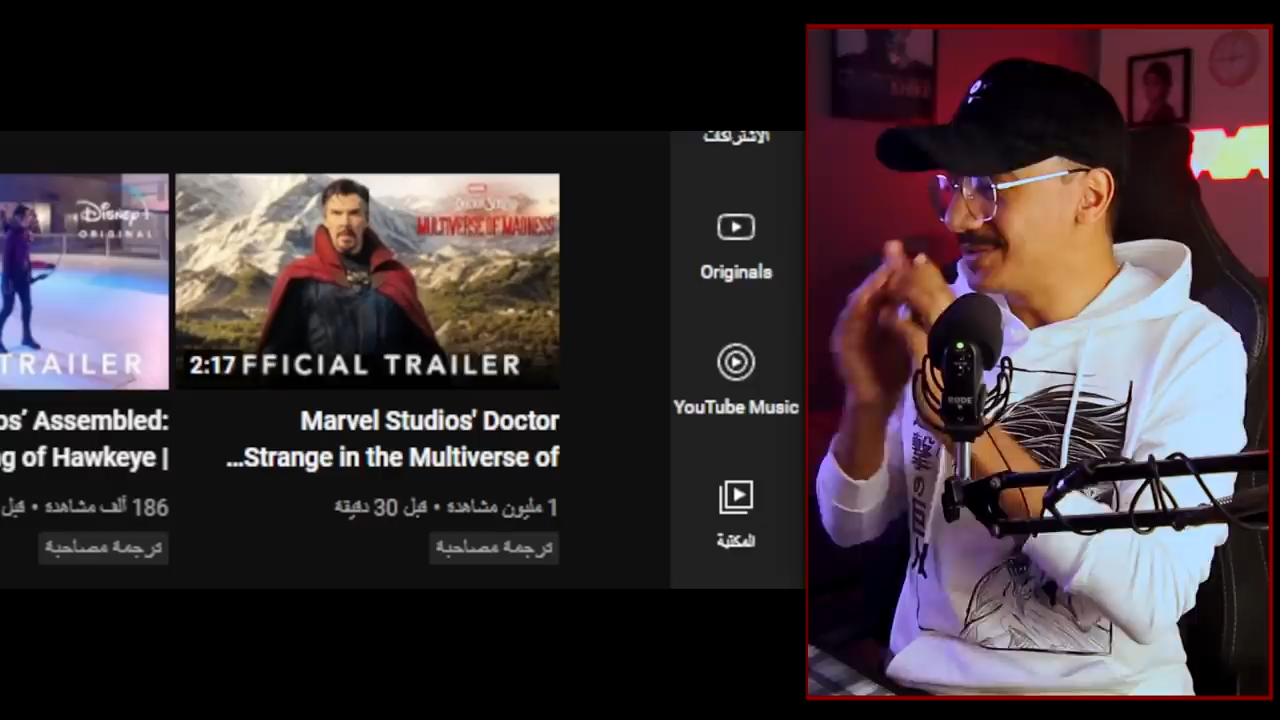 الاشتراكات
Originals
YouTube Music
المكتبة
DISNEY+
ORIGINAL
TRAILER
MULTIVERSE OF MADNESS
2:17
FFICIAL TRAILER
Marvel Studios' Doctor
...Strange in the Multiverse of
1 مليون مشاهدة • قبل 30 دقيقة
ترجمة مصاحبة
os' Assembled:
ng of Hawkeye |
186 ألف مشاهدة • قبل
ترجمة مصاحبة
RODE